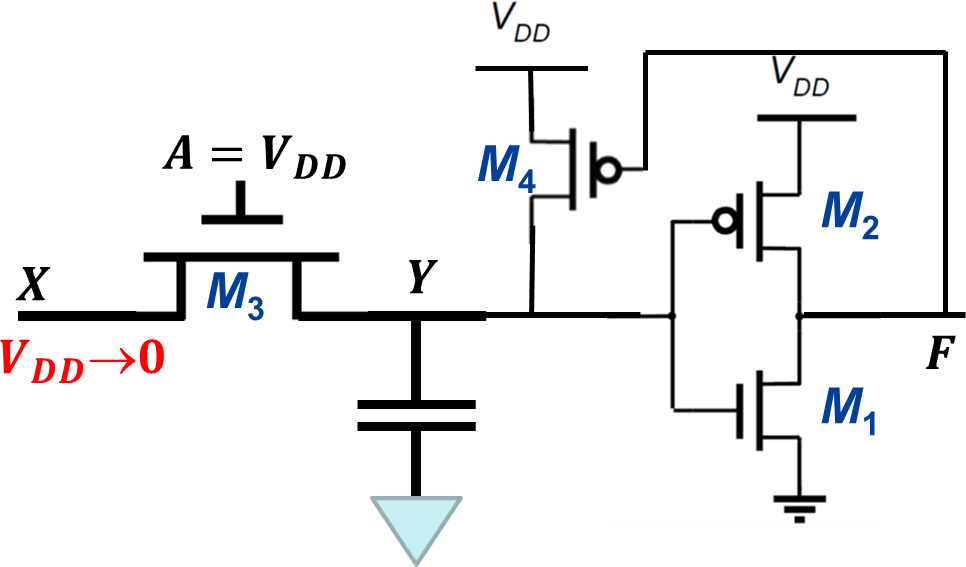 V_DD
V_DD
A = V_DD
M_4
M_2
X
M_3
Y
V_DD→0
F
M_1